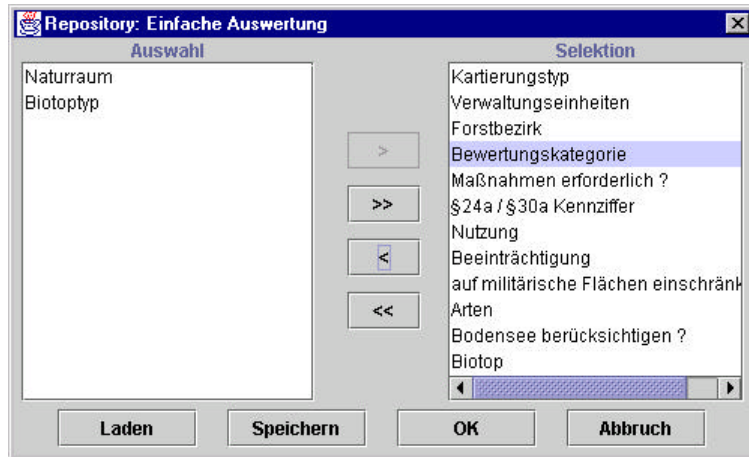 Repository: Einfache Auswertung
Auswahl
Naturraum
Biotoptyp
>
>>
<
<<
Selektion
Kartierungstyp
Verwaltungseinheiten
Forstbezirk
Bewertungskategorie
Maßnahmen erforderlich ?
§24a / §30a Kennziffer
Nutzung
Beeinträchtigung
auf militärische Flächen einschränk
Arten
Bodensee berücksichtigen ?
Biotop
Laden Speichern OK Abbruch